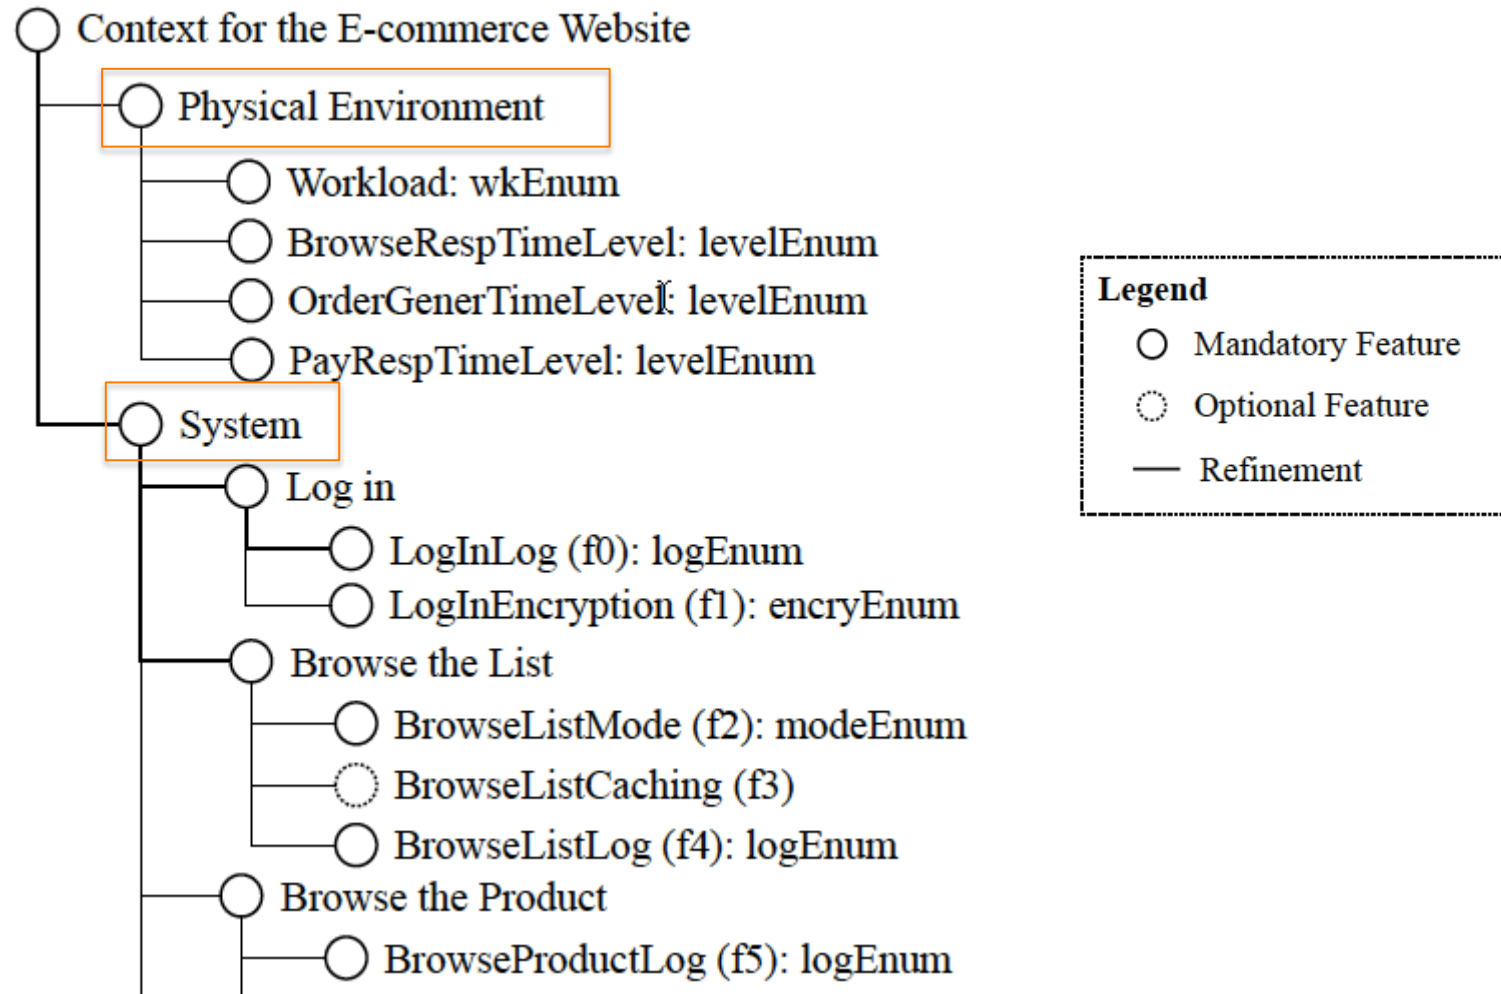 Context for the E-commerce Website
Physical Environment
Workload: wkEnum
BrowseRespTimeLevel: levelEnum
OrderGenerTimeLevel: levelEnum
PayRespTimeLevel: levelEnum
System
Log in
LogInLog (f0): logEnum
LogInEncryption (f1): encryEnum
Browse the List
BrowseListMode (f2): modeEnum
BrowseListCaching (f3)
BrowseListLog (f4): logEnum
Browse the Product
BrowseProductLog (f5): logEnum
Legend
Mandatory Feature
Optional Feature
Refinement